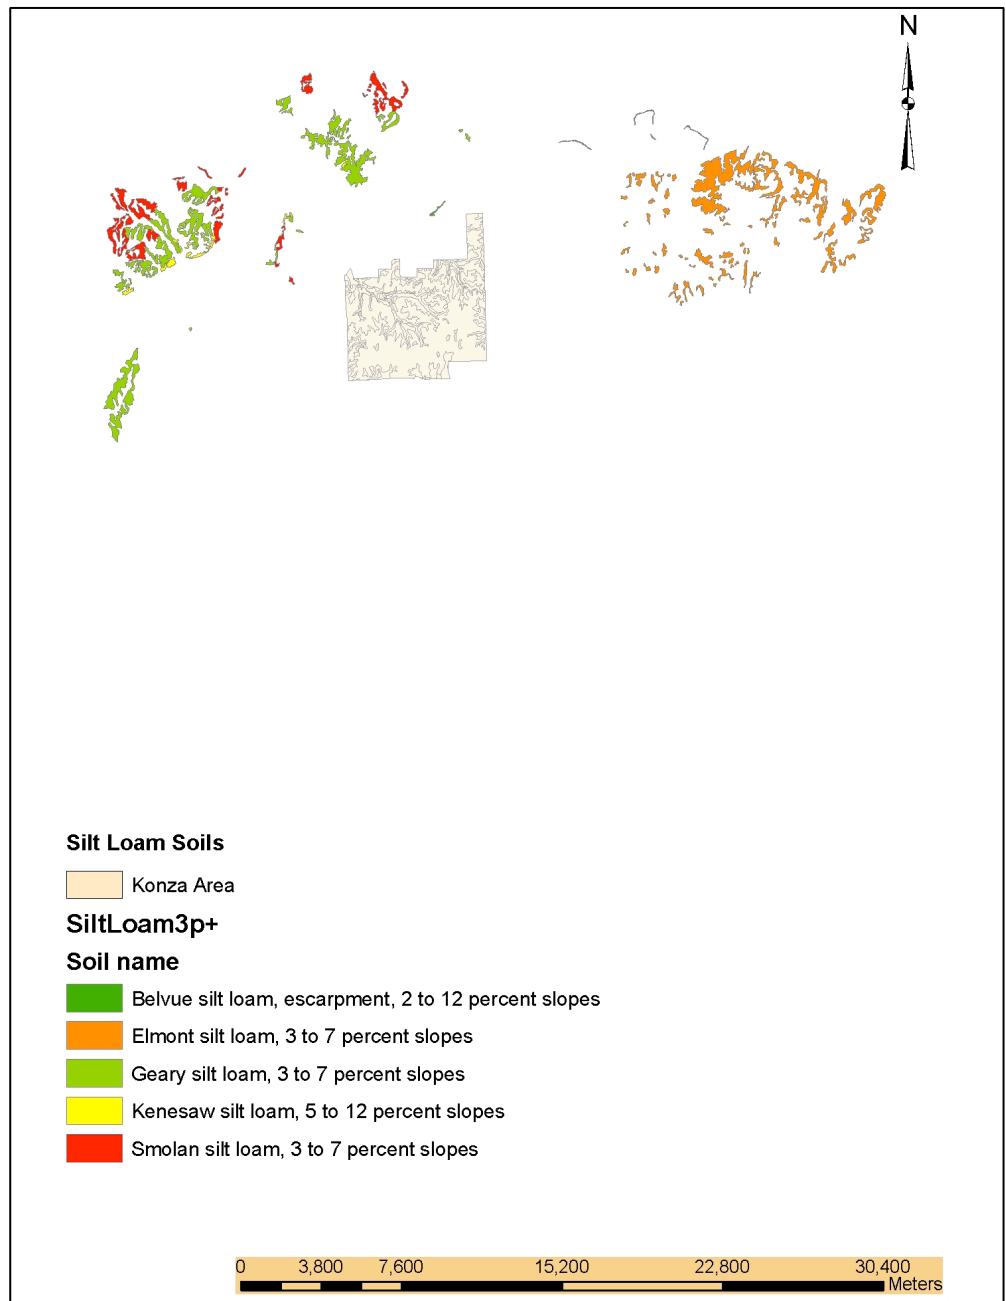 N
Silt Loam Soils
Konza Area
SiltLoam3p+
Soil name
Belvue silt loam, escarpment, 2 to 12 percent slopes
Elmont silt loam, 3 to 7 percent slopes
Geary silt loam, 3 to 7 percent slopes
Kenesaw silt loam, 5 to 12 percent slopes
Smolan silt loam, 3 to 7 percent slopes
0 3,800 7,600 15,200 22,800 30,400
Meters